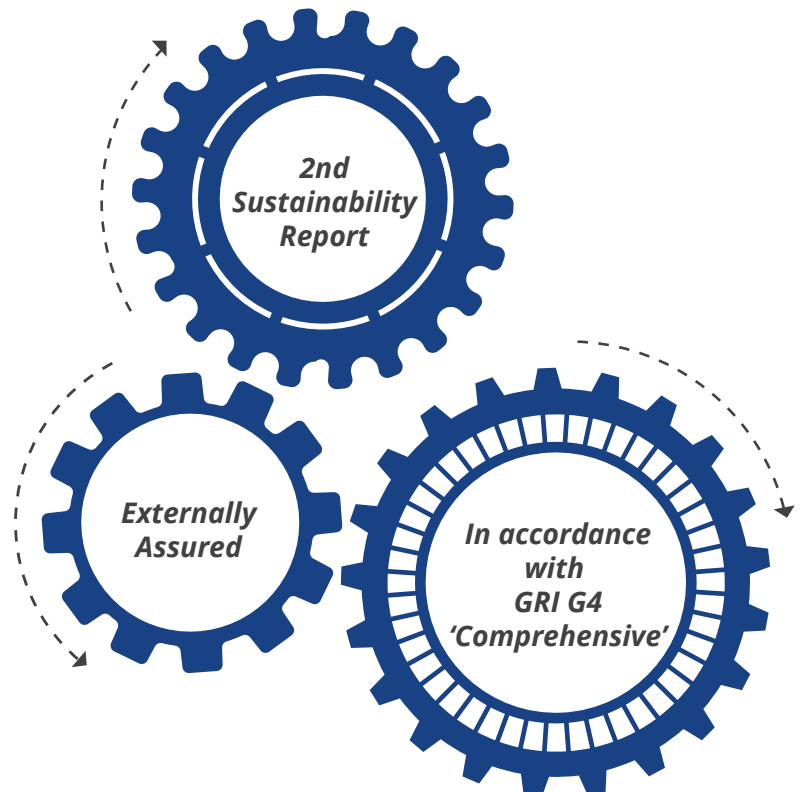 2nd
Sustainability
Report
Externally
Assured
In accordance
with
GRI G4
‘Comprehensive’